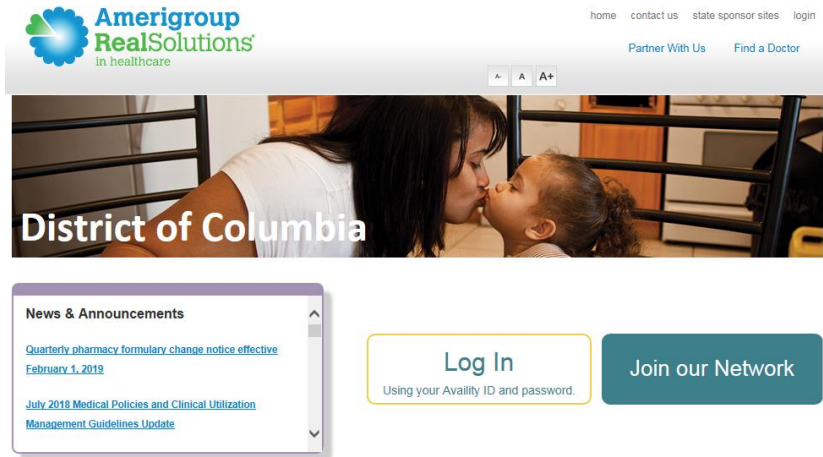 Amerigroup
RealSolutions®
in healthcare
home contact us state sponsor sites login
Partner With Us Find a Doctor
A- A A+
District of Columbia
News & Announcements
Quarterly pharmacy formulary change notice effective
February 1, 2019
July 2018 Medical Policies and Clinical Utilization
Management Guidelines Update
Log In
Using your Availity ID and password.
Join our Network